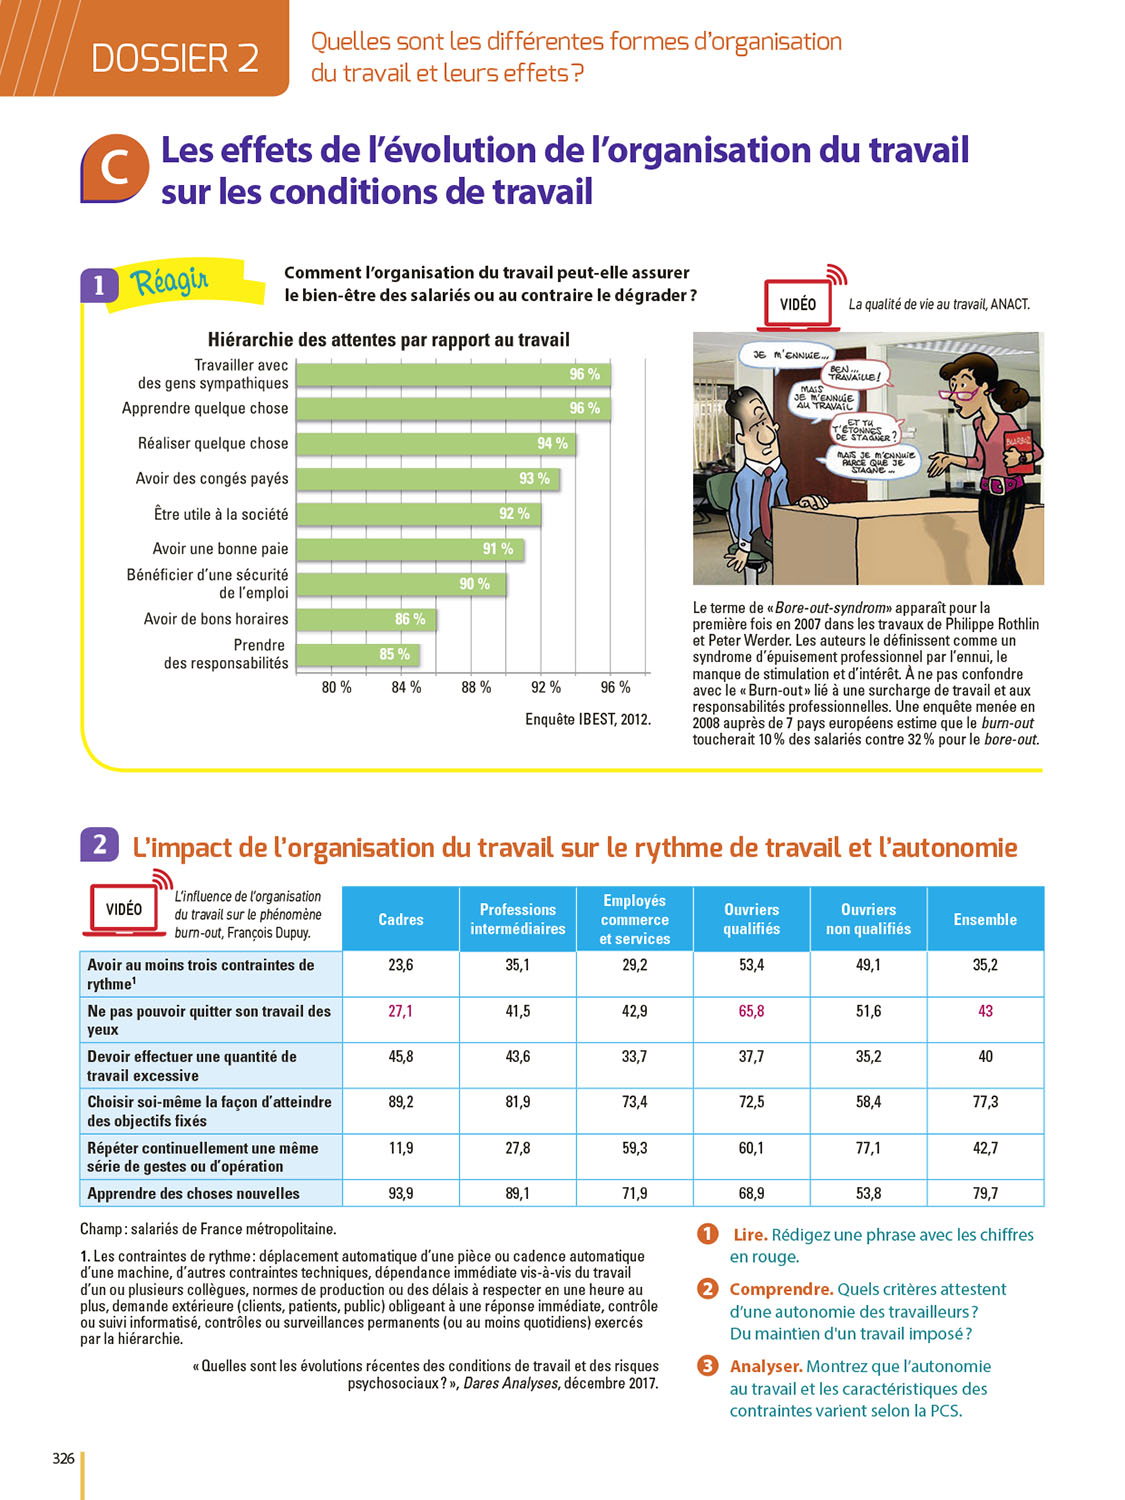 DOSSIER 2
Quelles sont les différentes formes d'organisation
du travail et leurs effets ?
C
Les effets de l'évolution de l'organisation du travail
sur les conditions de travail
1 Réagir
Comment l'organisation du travail peut-elle assurer
le bien-être des salariés ou au contraire le dégrader ?
Hiérarchie des attentes par rapport au travail
Travailler avec
des gens sympathiques
96 %
Apprendre quelque chose
96 %
Réaliser quelque chose
94 %
Avoir des congés payés
93 %
Être utile à la société
92 %
Avoir une bonne paie
91 %
Bénéficier d'une sécurité
de l'emploi
90 %
Avoir de bons horaires
86 %
Prendre
des responsabilités
85 %
80 % 84 % 88 % 92 % 96 %
Enquête IBEST, 2012.
VIDÉO
La qualité de vie au travail, ANACT.
JE M'ENNUIE...
BEN...
TRAVAILLE !
MAIS
JE M'ENNUIE
AU TRAVAIL
ET TU
T'ÉTONNES
DE STAGNER ?
MAIS JE M'ENNUIE
PARCE QUE JE
STAGNE...
Le terme de « Bore-out-syndrom » apparaît pour la
première fois en 2007 dans les travaux de Philippe Rothlin
et Peter Werder. Les auteurs le définissent comme un
syndrome d'épuisement professionnel par l'ennui, le
manque de stimulation et d'intérêt. À ne pas confondre
avec le « Burn-out » lié à une surcharge de travail et aux
responsabilités professionnelles. Une enquête menée en
2008 auprès de 7 pays européens estime que le burn-out
toucherait 10 % des salariés contre 32 % pour le bore-out.
2 L'impact de l'organisation du travail sur le rythme de travail et l'autonomie
VIDÉO
L'influence de l'organisation
du travail sur le phénomène
burn-out, François Dupuy.
Cadres
Professions
intermédiaires
Employés
commerce
et services
Ouvriers
qualifiés
Ouvriers
non qualifiés
Ensemble
Avoir au moins trois contraintes de
rythme1
23,6 35,1 29,2 53,4 49,1 35,2
Ne pas pouvoir quitter son travail des
yeux
27,1 41,5 42,9 65,8 51,6 43
Devoir effectuer une quantité de
travail excessive
45,8 43,6 33,7 37,7 35,2 40
Choisir soi-même la façon d'atteindre
des objectifs fixés
89,2 81,9 73,4 72,5 58,4 77,3
Répéter continuellement une même
série de gestes ou d'opération
11,9 27,8 59,3 60,1 77,1 42,7
Apprendre des choses nouvelles
93,9 89,1 71,9 68,9 53,8 79,7
Champ : salariés de France métropolitaine.
1. Les contraintes de rythme : déplacement automatique d'une pièce ou cadence automatique
d'une machine, d'autres contraintes techniques, dépendance immédiate vis-à-vis du travail
d'un ou plusieurs collègues, normes de production ou des délais à respecter en une heure au
plus, demande extérieure (clients, patients, public) obligeant à une réponse immédiate, contrôle
ou suivi informatisé, contrôles ou surveillances permanents (ou au moins quotidiens) exercés
par la hiérarchie.
« Quelles sont les évolutions récentes des conditions de travail et des risques
psychosociaux ? », Dares Analyses, décembre 2017.
1 Lire. Rédigez une phrase avec les chiffres
en rouge.
2 Comprendre. Quels critères attestent
d'une autonomie des travailleurs ?
Du maintien d'un travail imposé ?
3 Analyser. Montrez que l'autonomie
au travail et les caractéristiques des
contraintes varient selon la PCS.
326